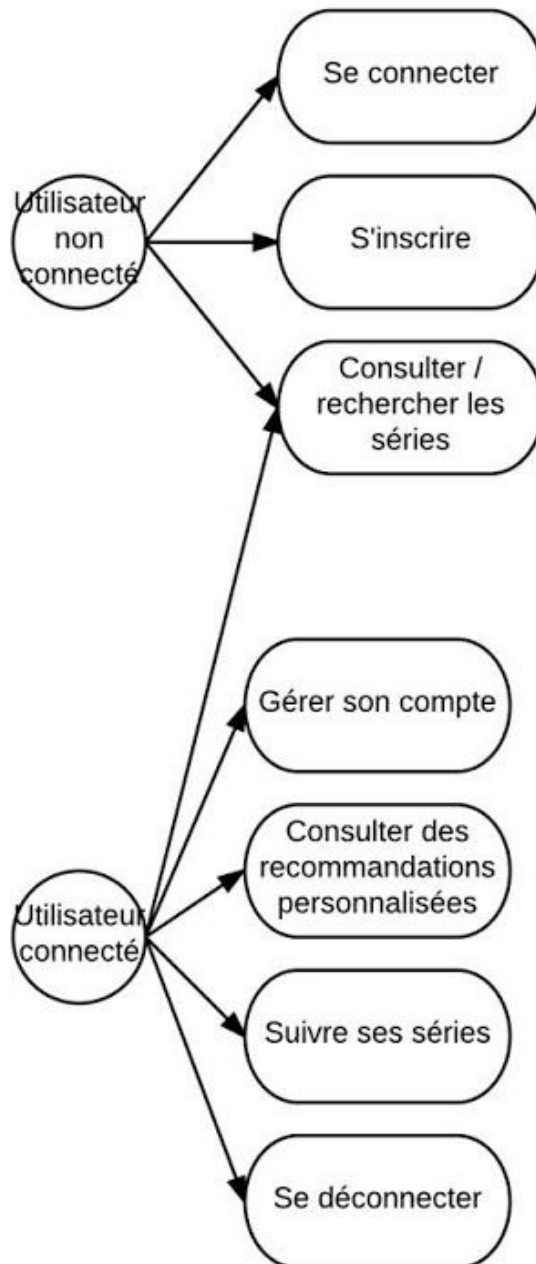 Se connecter
Utilisateur
non
connecté
S'inscrire
Consulter /
rechercher les
séries
Gérer son compte
Consulter des
recommandations
personnalisées
Utilisateur
connecté
Suivre ses séries
Se déconnecter